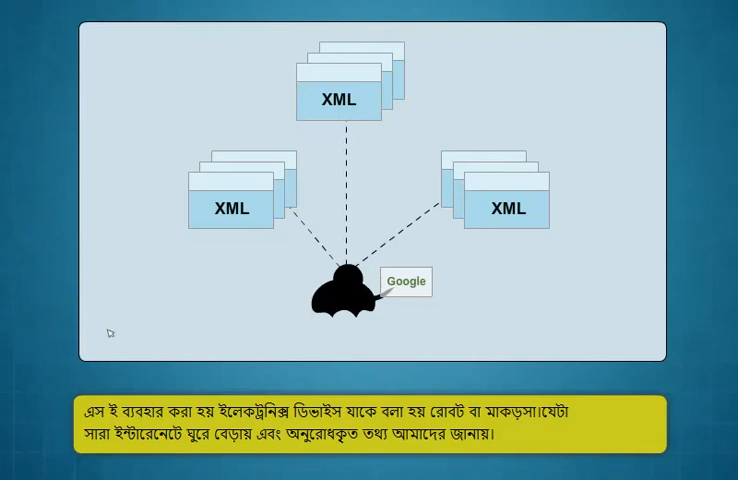 XML
XML
XML
Google
এস ই ব্যবহার করা হয় ইলেকট্রনিক্স ডিভাইস যাকে বলা হয় রোবট বা মাকড়সা।যেটা
সারা ইন্টারেনেটে ঘুরে বেড়ায় এবং অনুরোধকৃত তথ্য আমাদের জানায়।